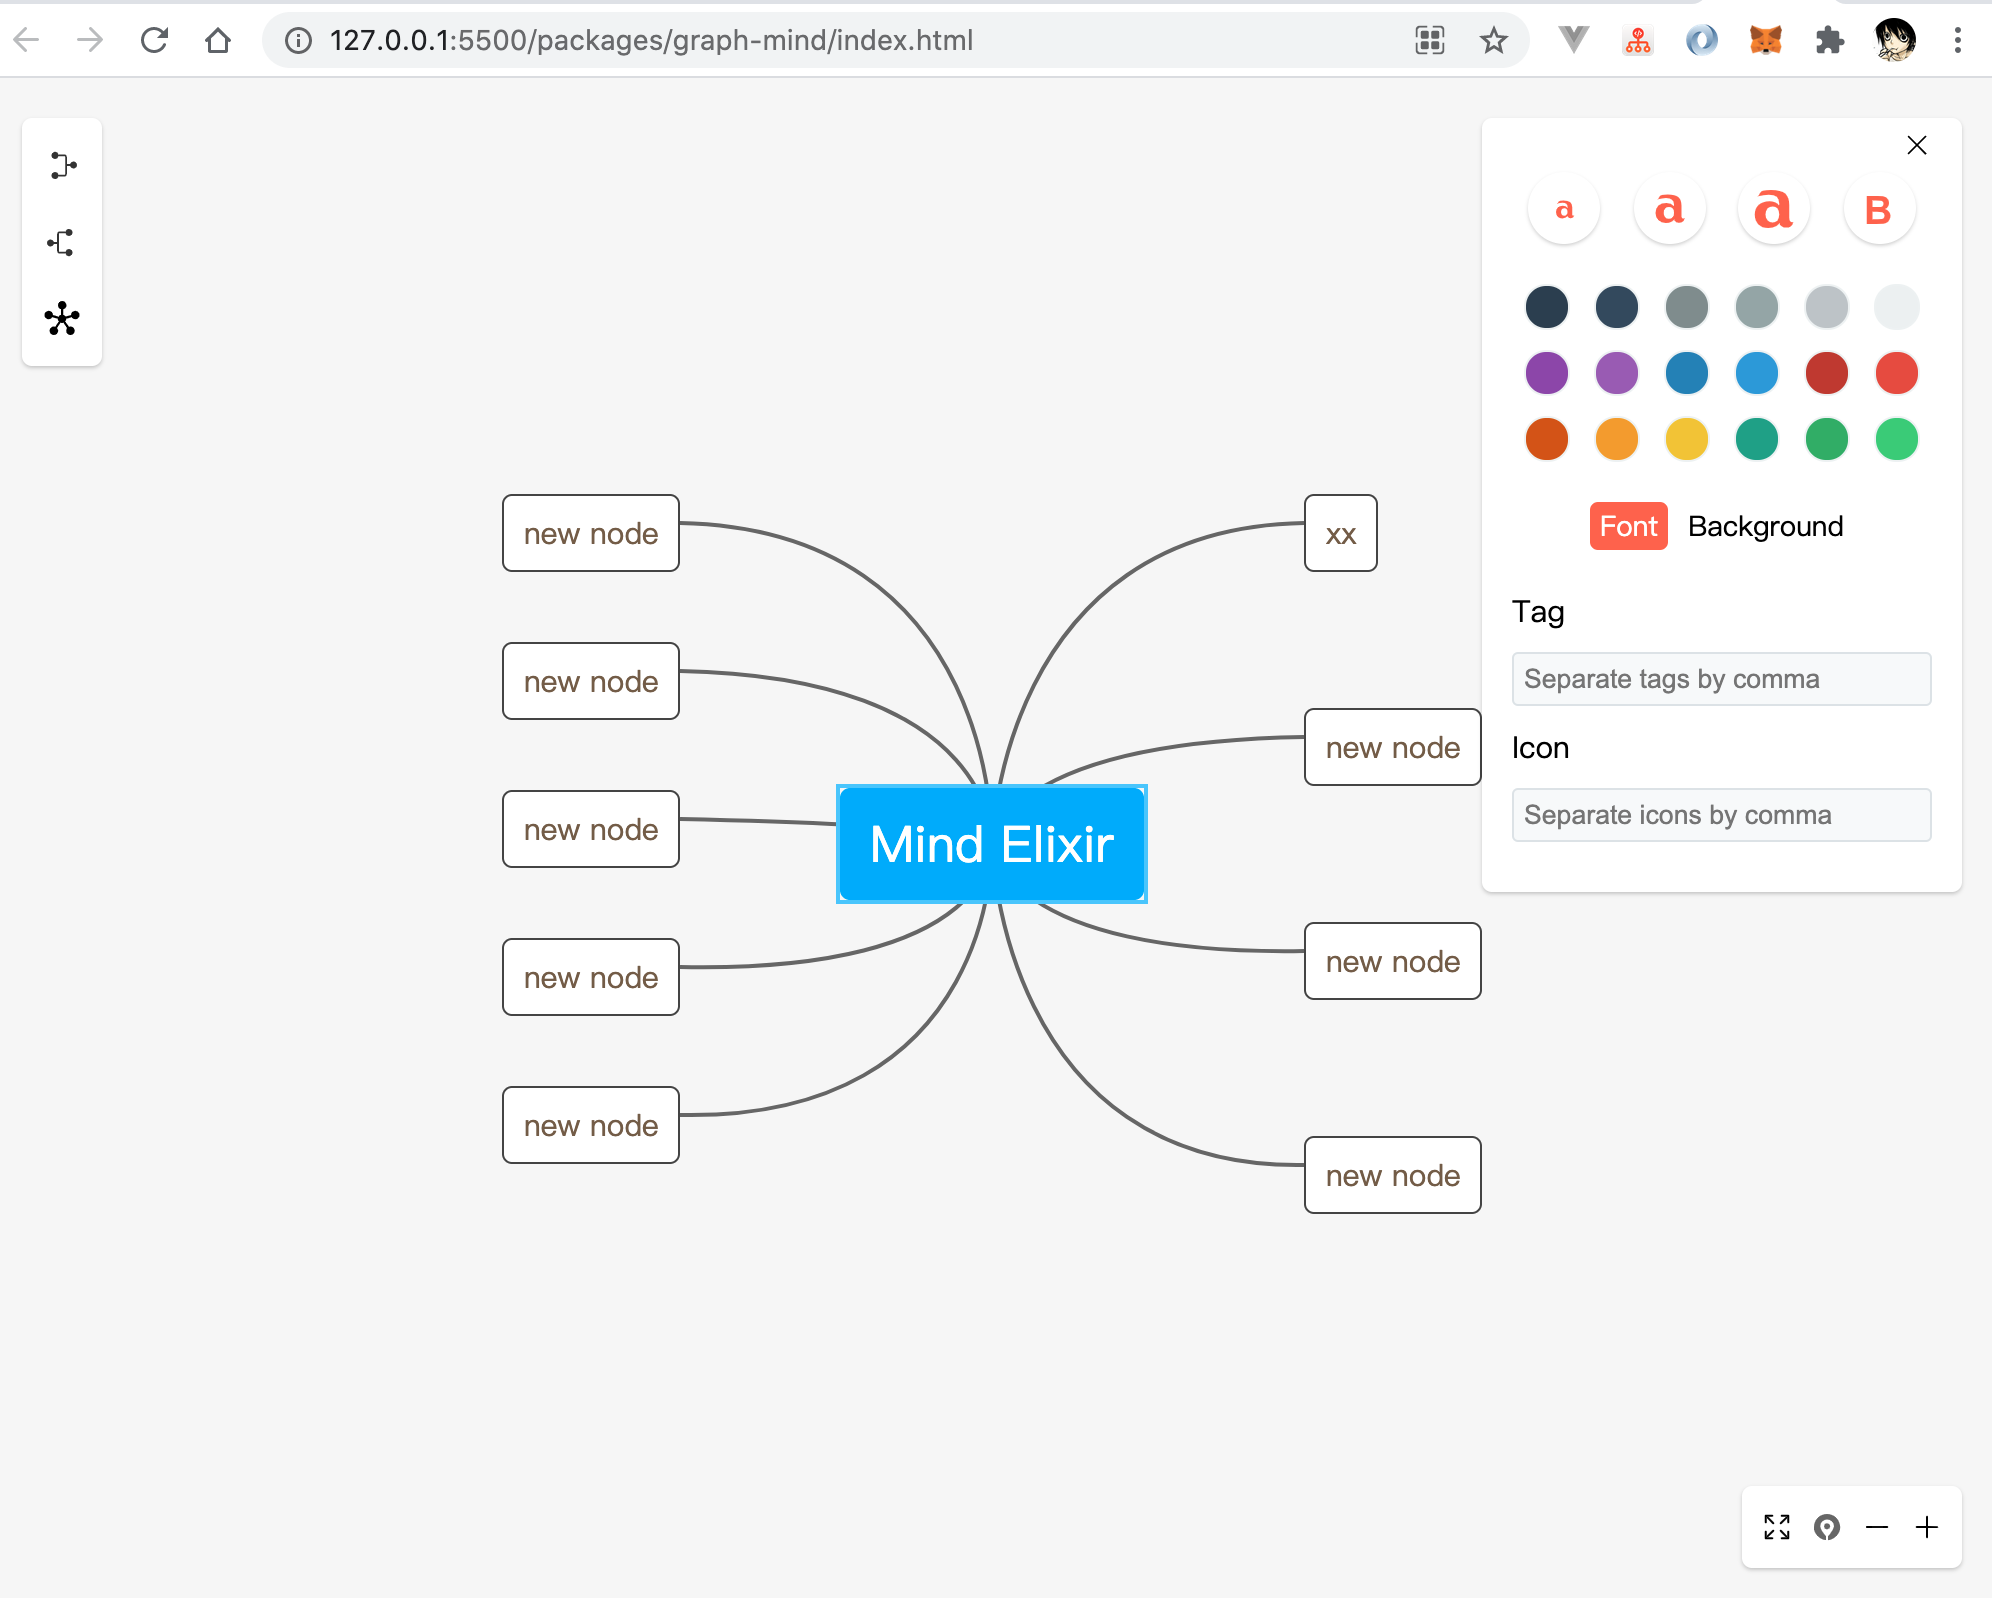 127.0.0.1:5500/packages/graph-mind/index.html
a a a B
Font Background
Tag
Separate tags by comma
Icon
Separate icons by comma
new node
new node
new node
new node
new node
Mind Elixir
xx
new node
new node
new node